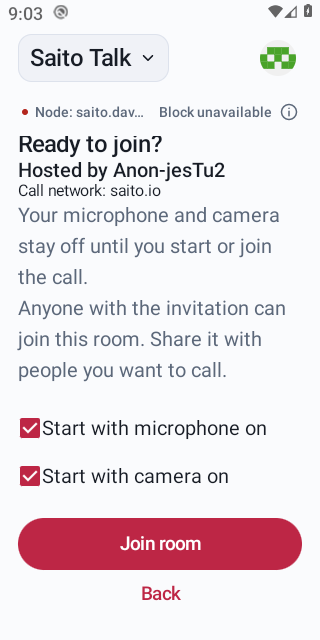 9:03
Saito Talk
Node: saito.dav... Block unavailable
Ready to join?
Hosted by Anon-jesTu2
Call network: saito.io
Your microphone and camera
stay off until you start or join
the call.
Anyone with the invitation can
join this room. Share it with
people you want to call.
Start with microphone on
Start with camera on
Join room
Back